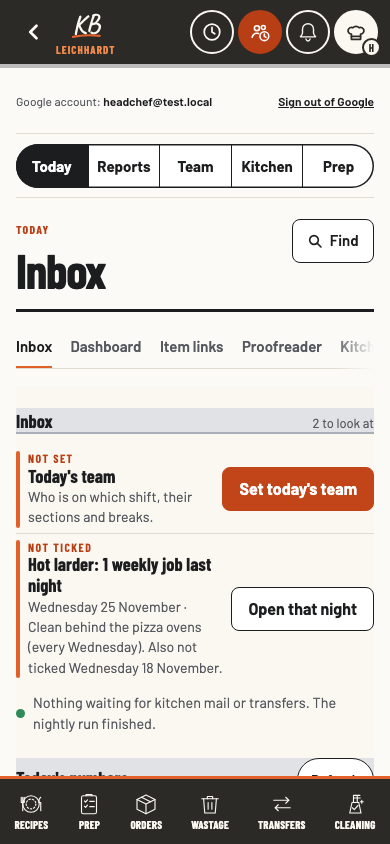 KB
LEICHHARDT
H
Google account: headchef@test.local
Sign out of Google
Today
Reports
Team
Kitchen
Prep
TODAY
Find
Inbox
Inbox
Dashboard
Item links
Proofreader
Inbox
2 to look at
NOT SET
Today's team
Who is on which shift, their
sections and breaks.
Set today's team
NOT TICKED
Hot larder: 1 weekly job last
night
Wednesday 25 November ·
Clean behind the pizza ovens
(every Wednesday). Also not
ticked Wednesday 18 November.
Open that night
Nothing waiting for kitchen mail or transfers. The
nightly run finished.
RECIPES
PREP
ORDERS
WASTAGE
TRANSFERS
CLEANING